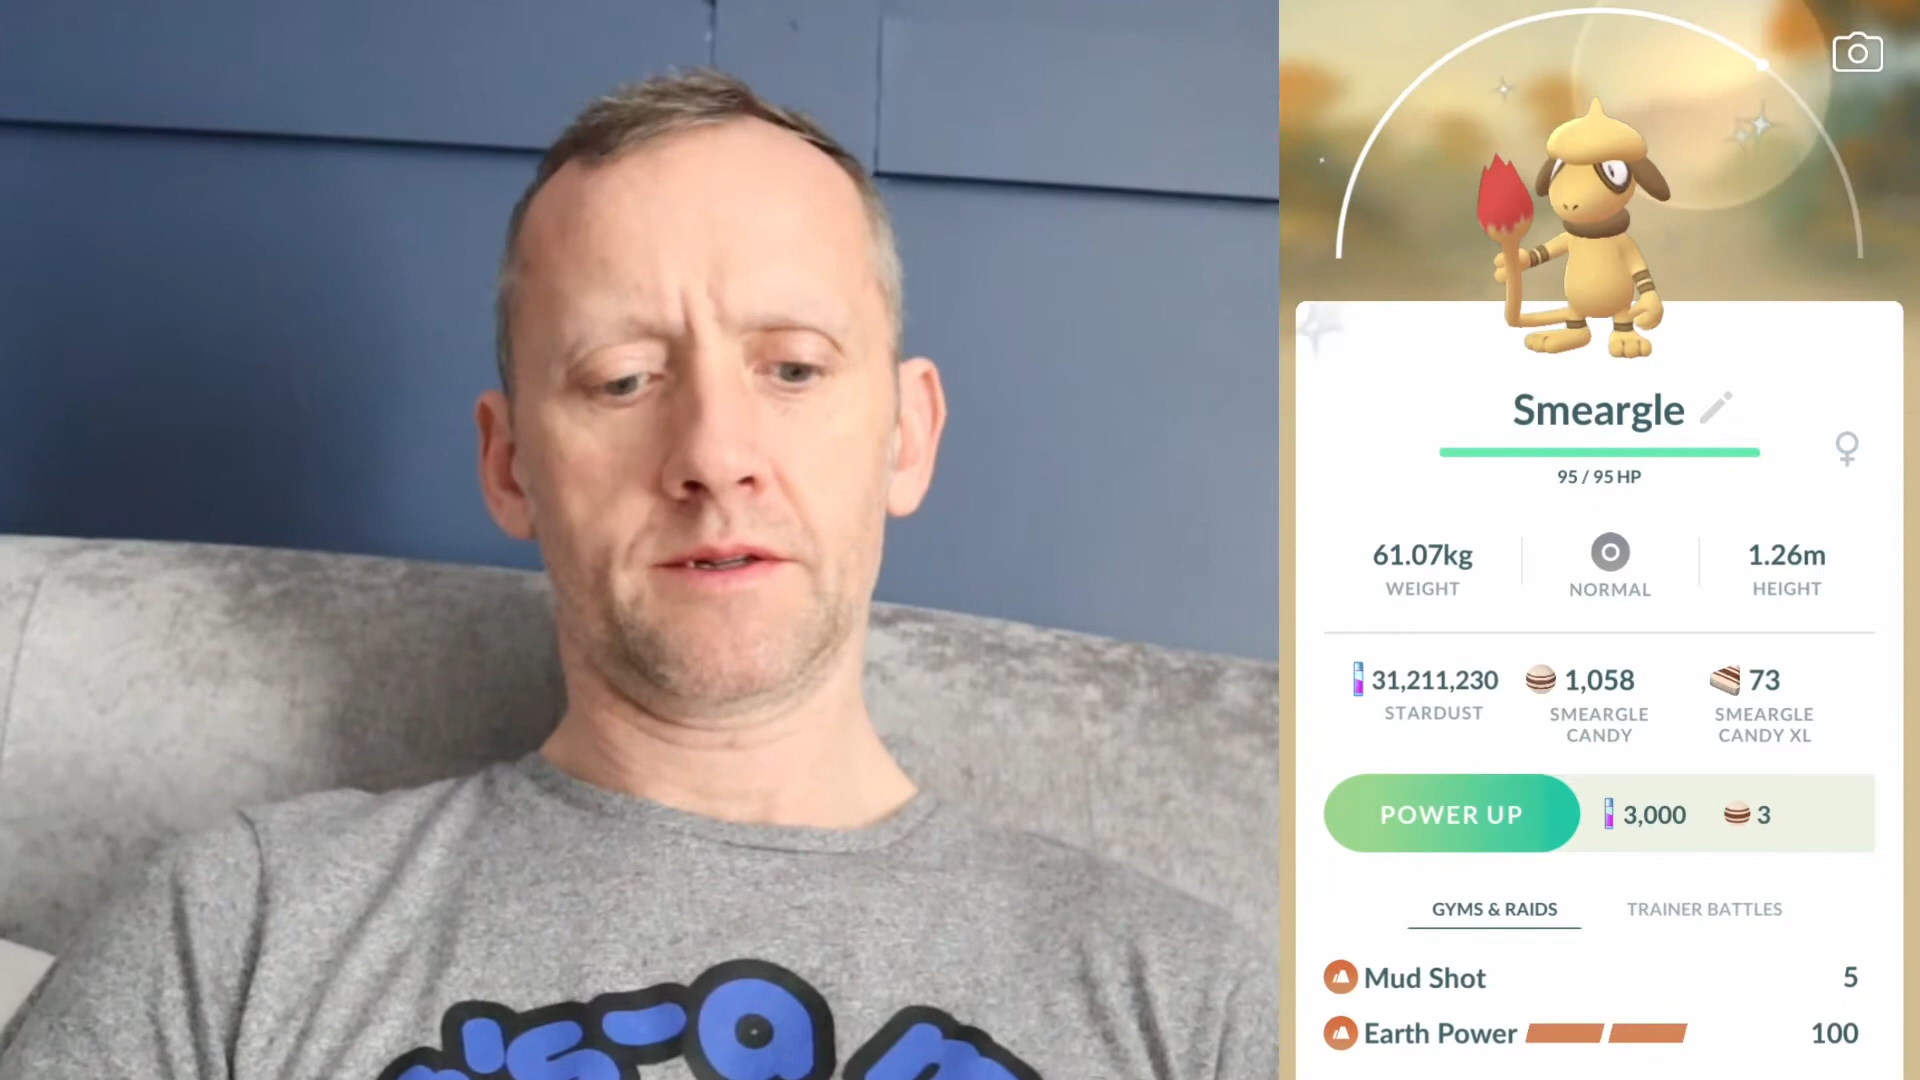 's-a m
Smeargle
95 / 95 HP
61.07kg
WEIGHT
NORMAL
1.26m
HEIGHT
31,211,230
STARDUST
1,058
SMEARGLE
CANDY
73
SMEARGLE
CANDY XL
POWER UP
3,000
3
GYMS & RAIDS
TRAINER BATTLES
Mud Shot
5
Earth Power
100